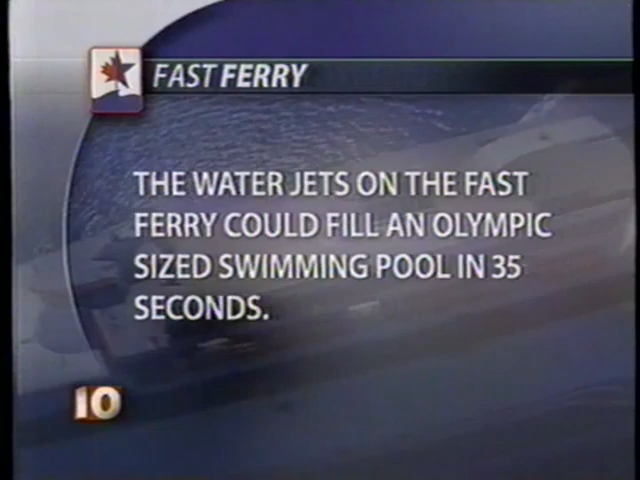 FAST FERRY
THE WATER JETS ON THE FAST
FERRY COULD FILL AN OLYMPIC
SIZED SWIMMING POOL IN 35
SECONDS.
10